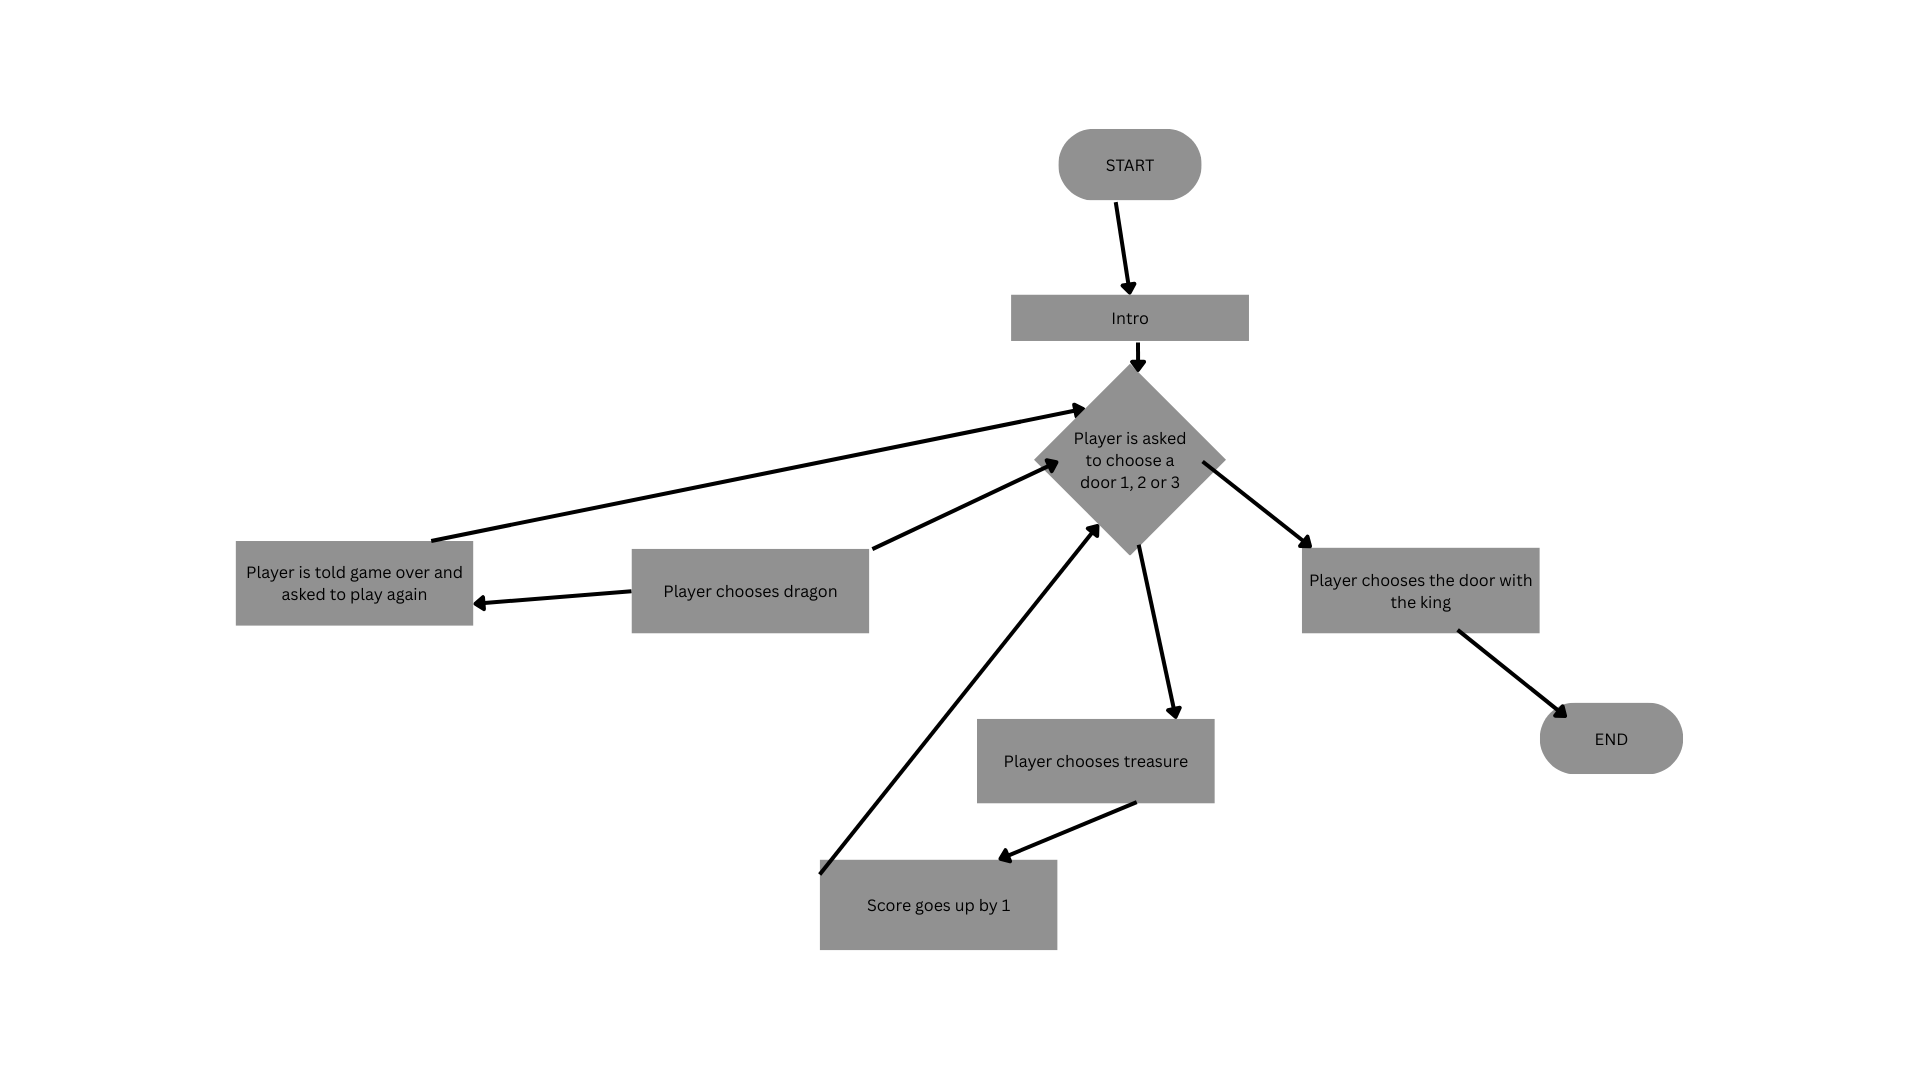 START
Intro
Player is asked
to choose a
door 1, 2 or 3
Player is told game over and
asked to play again
Player chooses dragon
Player chooses the door with
the king
Player chooses treasure
END
Score goes up by 1